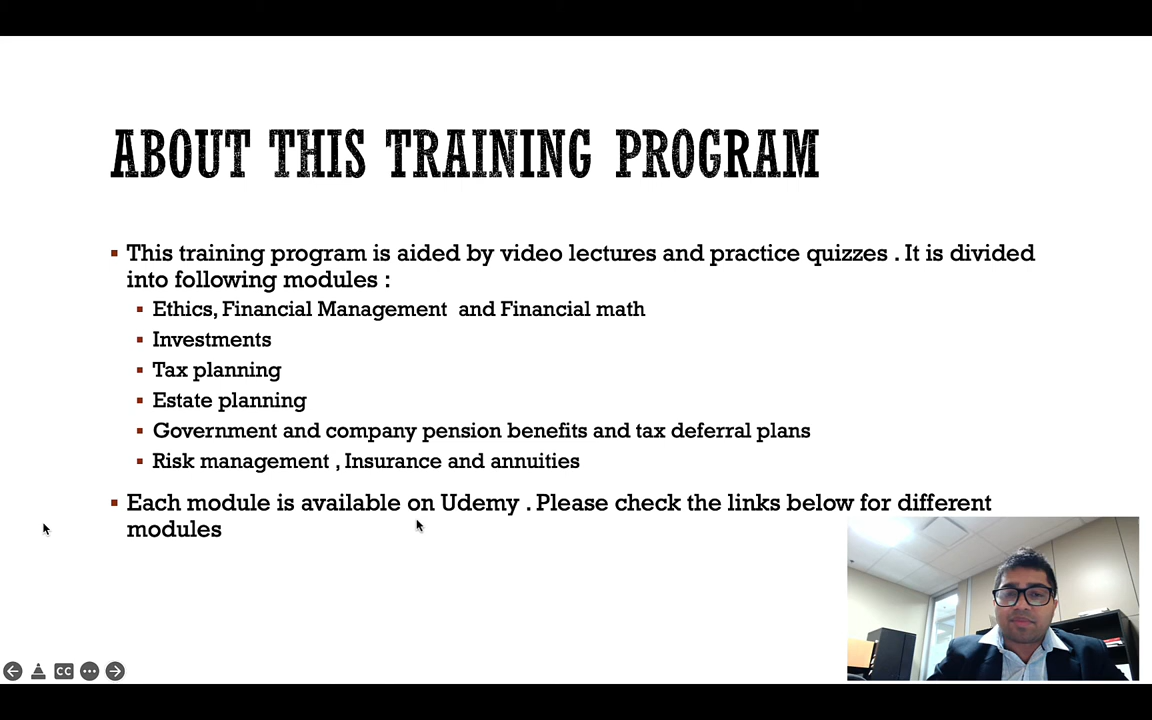 ABOUT THIS TRAINING PROGRAM
This training program is aided by video lectures and practice quizzes . It is divided
into following modules :
Ethics, Financial Management and Financial math
Investments
Tax planning
Estate planning
Government and company pension benefits and tax deferral plans
Risk management , Insurance and annuities
Each module is available on Udemy . Please check the links below for different
modules
CC